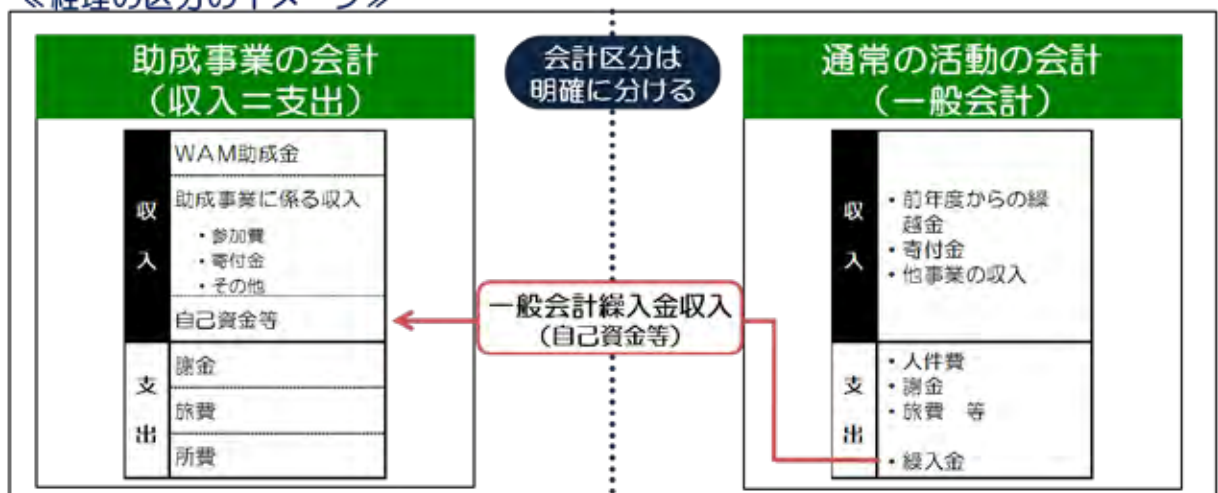 ≪経理の区分のイメージ≫
助成事業の会計
(収入=支出)
収入
WAM助成金
助成事業に係る収入
・参加費
・寄付金
・その他
自己資金等
支出
謝金
旅費
所費
会計区分は
明確に分ける
一般会計繰入金収入
(自己資金等)
通常の活動の会計
(一般会計)
収入
・前年度からの繰
越金
・寄付金
・他事業の収入
支出
・人件費
・謝金
・旅費 等
・繰入金